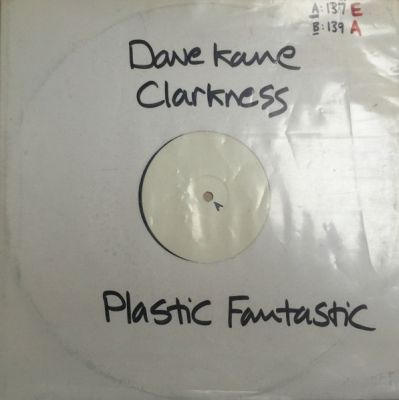 A: 137 E
B: 139 A
Dave Kane
Clarkness
A
Plastic Fantastic